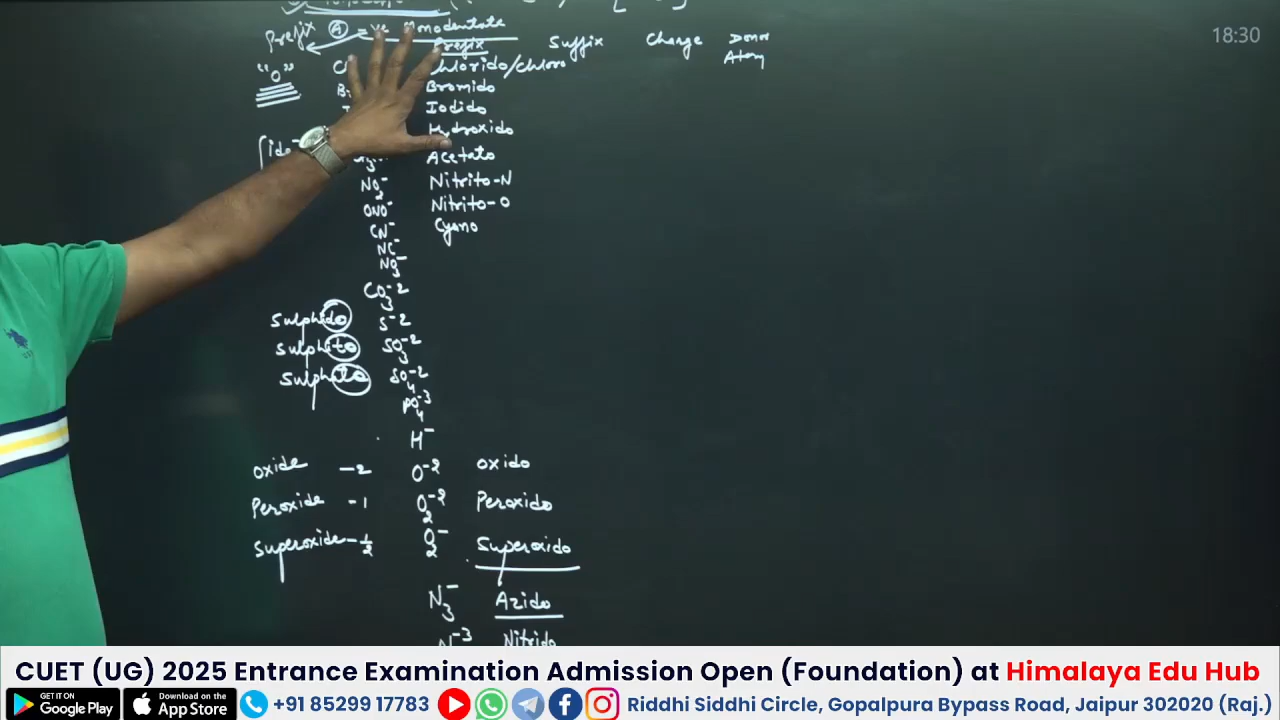 18:30
Prefix A -ve Monodentate
Prefix Suffix Charge Donor Atom
"O" Chlorido/chloro
Bromido
Iodido
Hydroxido
Acetato
NO2- Nitrito-N
ONO- Nitrito-O
CN- Cyano
NC-
NO3-
CO3-2
Sulphido S-2
Sulphito SO3-2
Sulphato SO4-2
PO4-3
H-
Oxide -2 O-2 Oxido
Peroxide -1 O2-2 Peroxido
Superoxide -1/2 O2- Superoxido
N3- Azido
N-3 Nitrido
CUET (UG) 2025 Entrance Examination Admission Open (Foundation) at Himalaya Edu Hub
GET IT ON Google Play Download on the App Store +91 85299 17783 Riddhi Siddhi Circle, Gopalpura Bypass Road, Jaipur 302020 (Raj.)